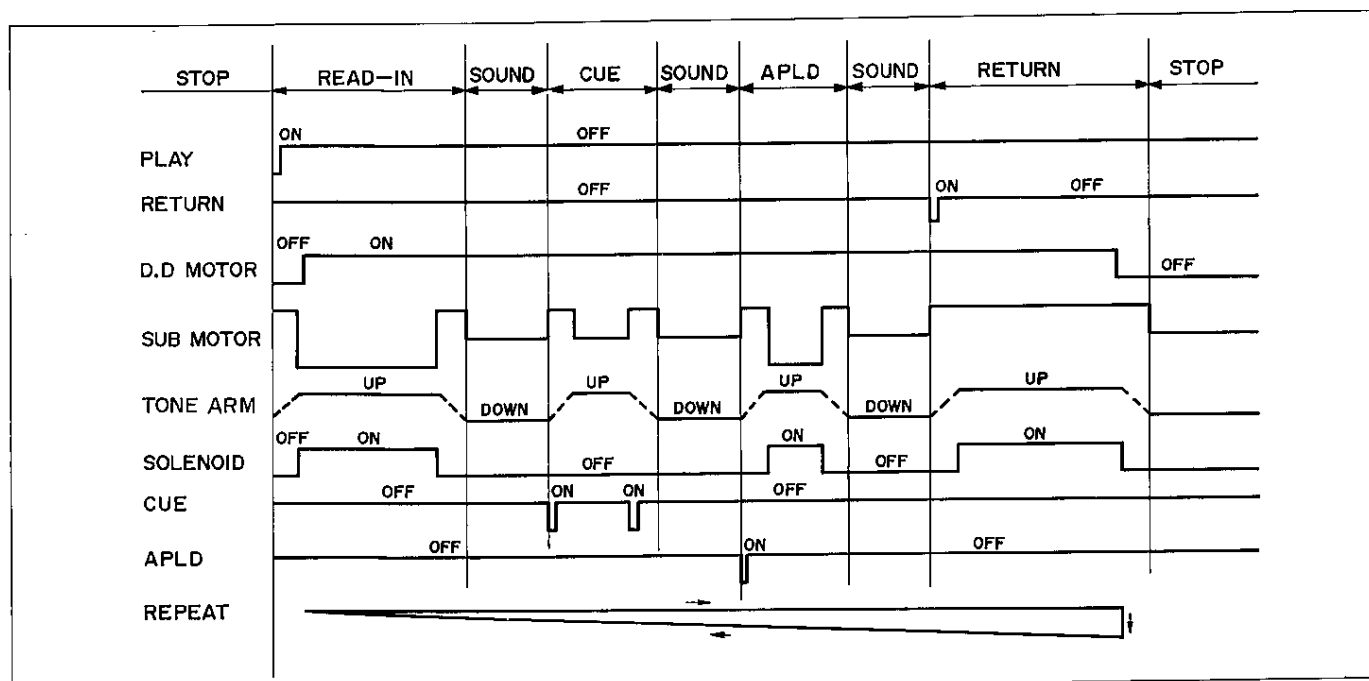 STOP READ-IN SOUND CUE SOUND APLD SOUND RETURN STOP
ON OFF
PLAY
OFF ON OFF
RETURN
OFF ON
D.D MOTOR OFF
SUB MOTOR
UP UP UP UP
TONE ARM DOWN DOWN DOWN
OFF ON ON ON
SOLENOID OFF OFF
OFF ON ON OFF
CUE
OFF ON OFF
APLD
REPEAT